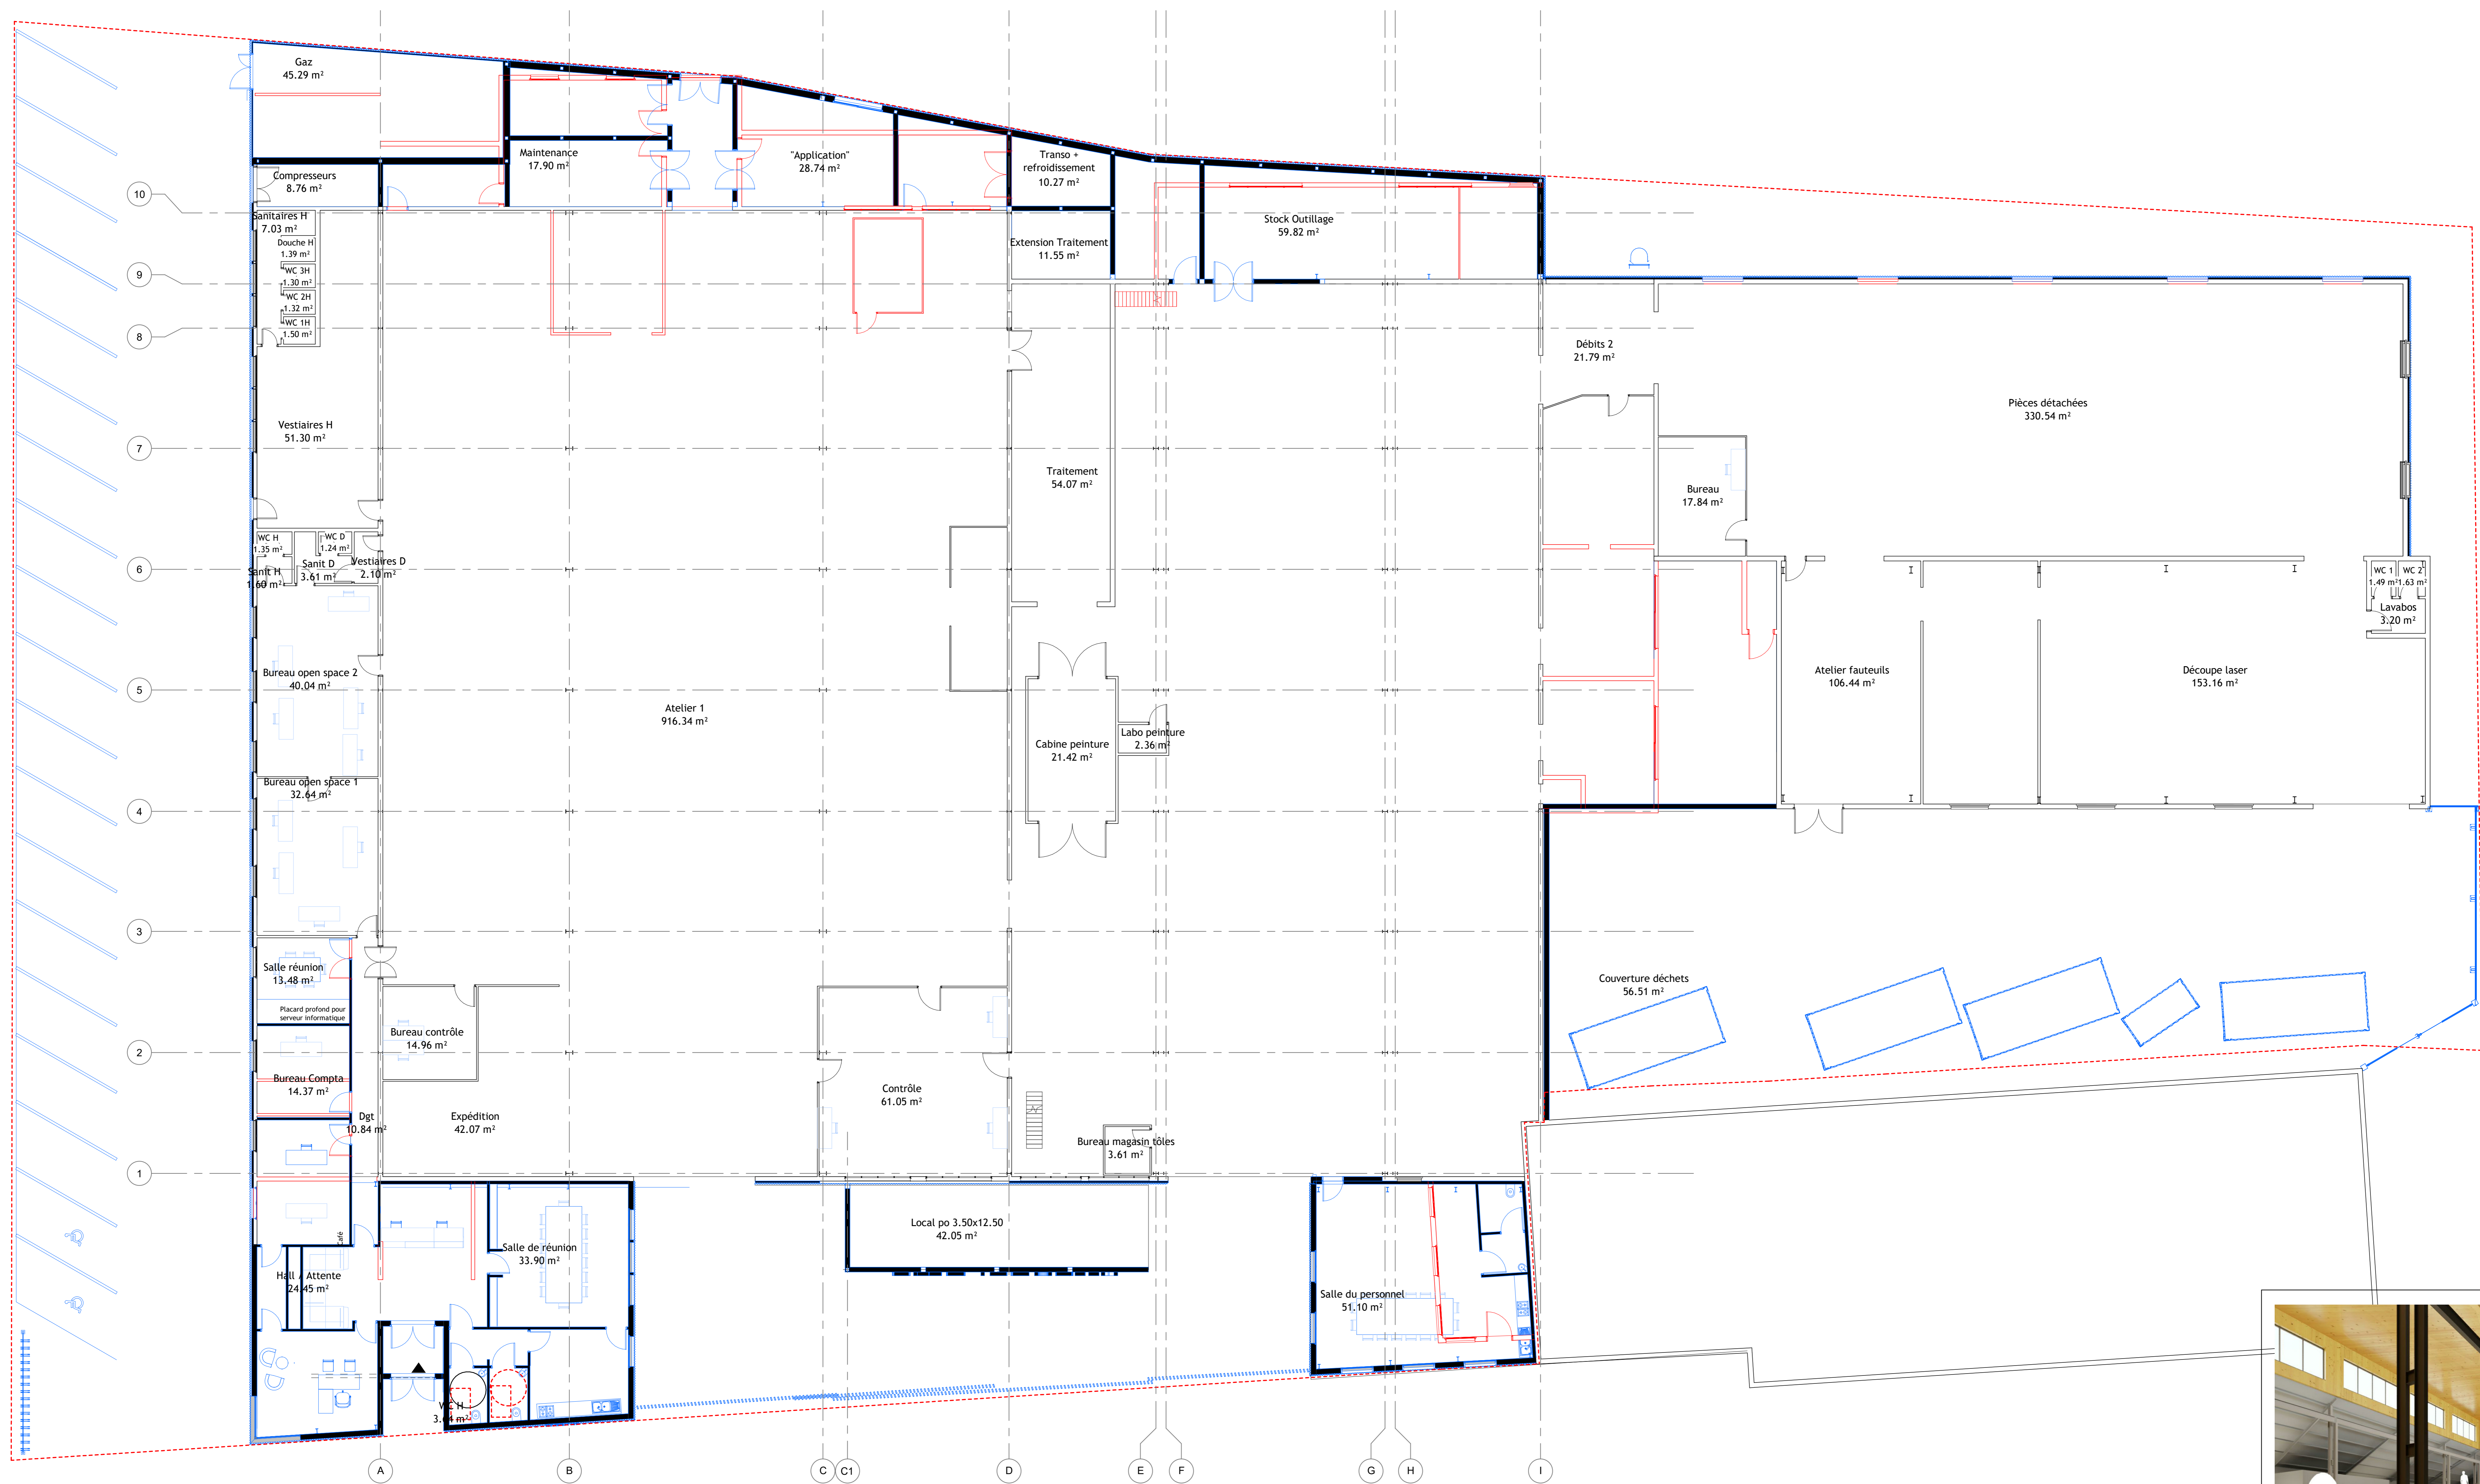 Gaz
45.29 m²
Maintenance
17.90 m²
"Application"
28.74 m²
Transo +
refroidissement
10.27 m²
Compresseurs
8.76 m²
10
Sanitaires H
7.03 m²
Stock Outillage
59.82 m²
Douche H
1.39 m²
Extension Traitement
11.55 m²
9
WC 3H
1.30 m²
WC 2H
1.32 m²
WC 1H
1.50 m²
8
Débits 2
21.79 m²
Pièces détachées
330.54 m²
Vestiaires H
51.30 m²
7
Traitement
54.07 m²
Bureau
17.84 m²
WC H
1.35 m²
WC D
1.24 m²
Sanit H
1.60 m²
Sanit D
3.61 m²
Vestiaires D
2.10 m²
6
WC 1
1.49 m²
WC 2
1.63 m²
Lavabos
3.20 m²
Bureau open space 2
40.04 m²
5
Atelier 1
916.34 m²
Atelier fauteuils
106.44 m²
Découpe laser
153.16 m²
Labo peinture
2.36 m²
Cabine peinture
21.42 m²
Bureau open space 1
32.64 m²
4
3
Salle réunion
13.48 m²
Couverture déchets
56.51 m²
Placard profond pour
serveur informatique
Bureau contrôle
14.96 m²
2
Bureau Compta
14.37 m²
Contrôle
61.05 m²
Dgt
10.84 m²
Expédition
42.07 m²
Bureau magasin tôles
3.61 m²
1
Local po 3.50x12.50
42.05 m²
Café
Salle de réunion
33.90 m²
Hall / Attente
24.45 m²
Salle du personnel
51.10 m²
WC H
3.64 m²
A
B
C
C1
D
E
F
G
H
I